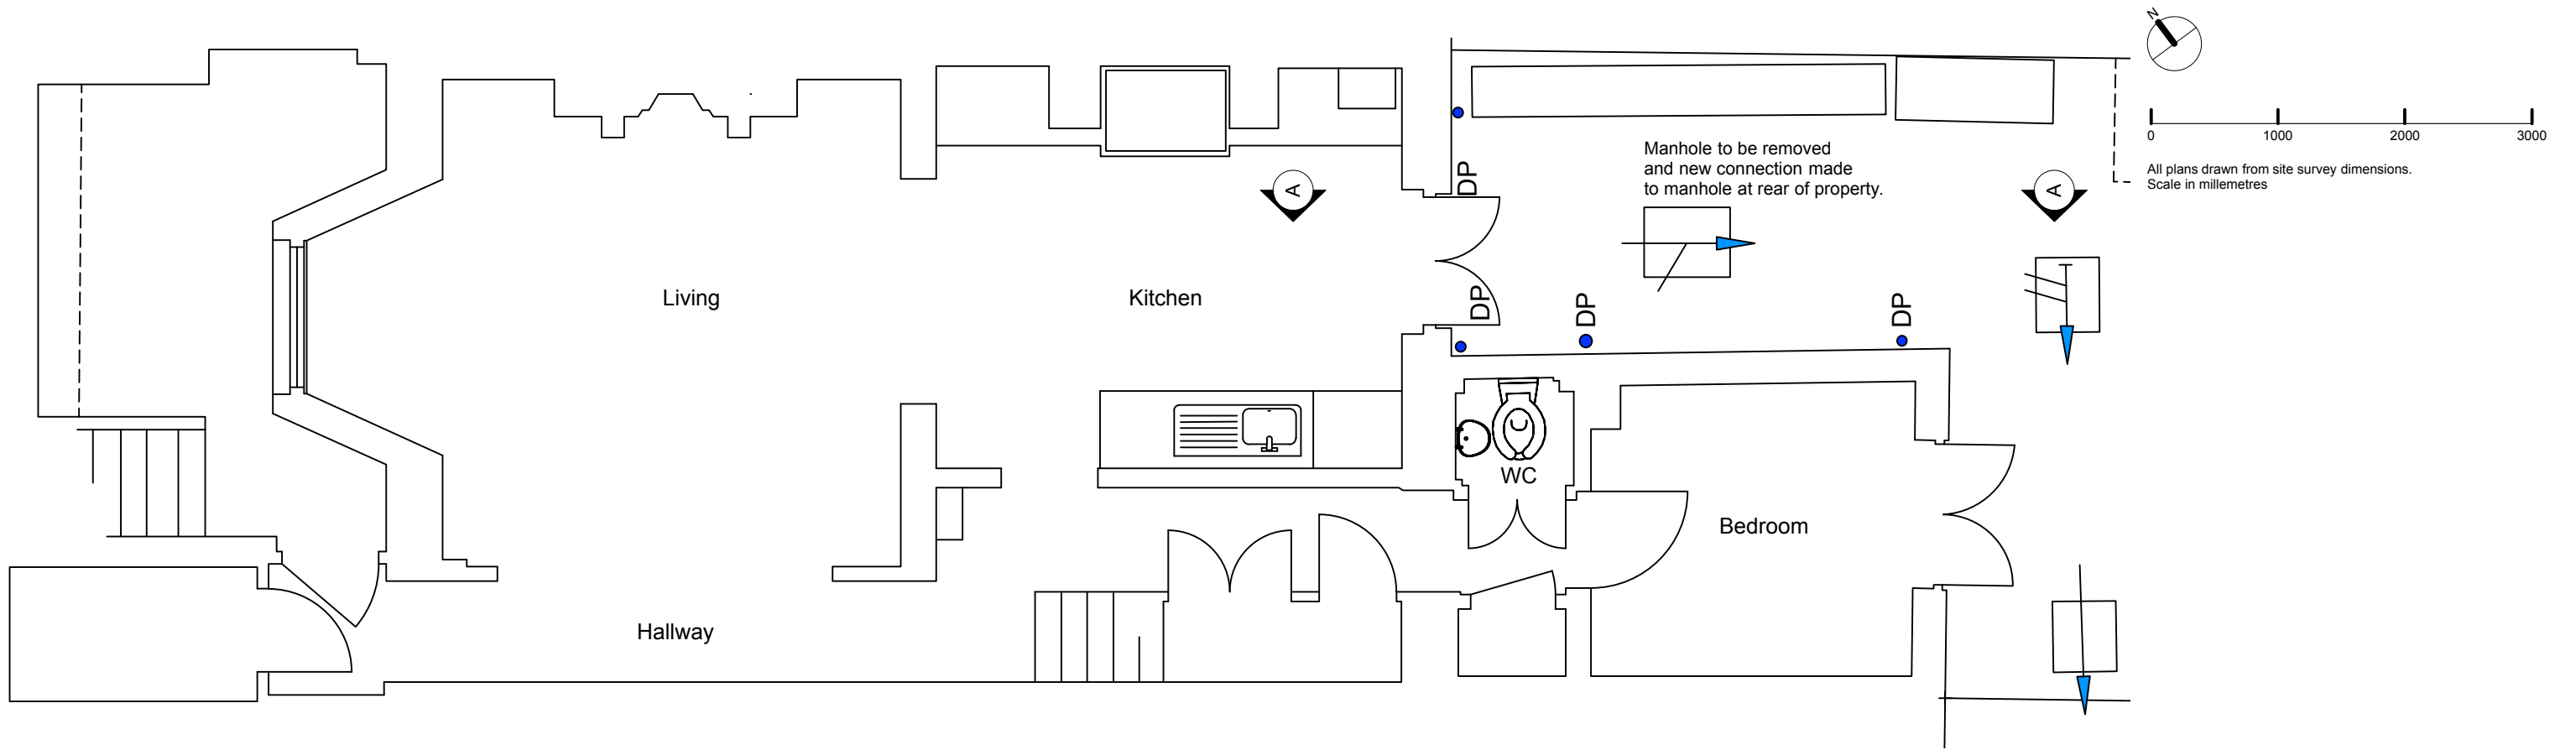 N
0 1000 2000 3000
All plans drawn from site survey dimensions.
Scale in millemetres
Manhole to be removed
and new connection made
to manhole at rear of property.
DP
A
A
Living
Kitchen
DP
DP
DP
WC
Bedroom
Hallway